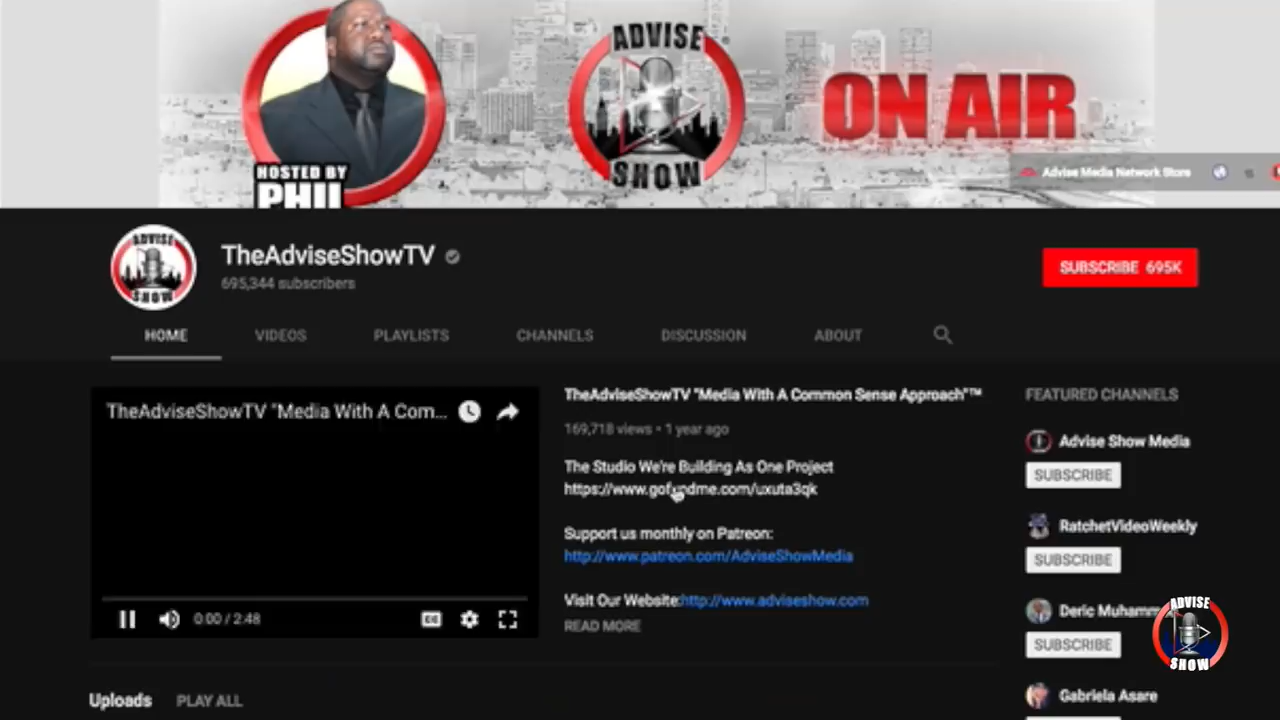 ADVISE
SHOW
ON AIR
HOSTED BY
PHIL
Advise Media Network Store
ADVISE
SHOW
TheAdviseShowTV
695,344 subscribers
SUBSCRIBE 695K
HOME
VIDEOS
PLAYLISTS
CHANNELS
DISCUSSION
ABOUT
TheAdviseShowTV "Media With A Com...
0:00 / 2:48
CC
TheAdviseShowTV "Media With A Common Sense Approach"™
169,718 views • 1 year ago
The Studio We're Building As One Project
https://www.gofundme.com/uxuta3qk
Support us monthly on Patreon:
http://www.patreon.com/AdviseShowMedia
Visit Our Website:http://www.adviseshow.com
READ MORE
FEATURED CHANNELS
Advise Show Media
SUBSCRIBE
RatchetVideoWeekly
SUBSCRIBE
Deric Muhamm
SUBSCRIBE
Gabriela Asare
ADVISE
SHOW
Uploads
PLAY ALL